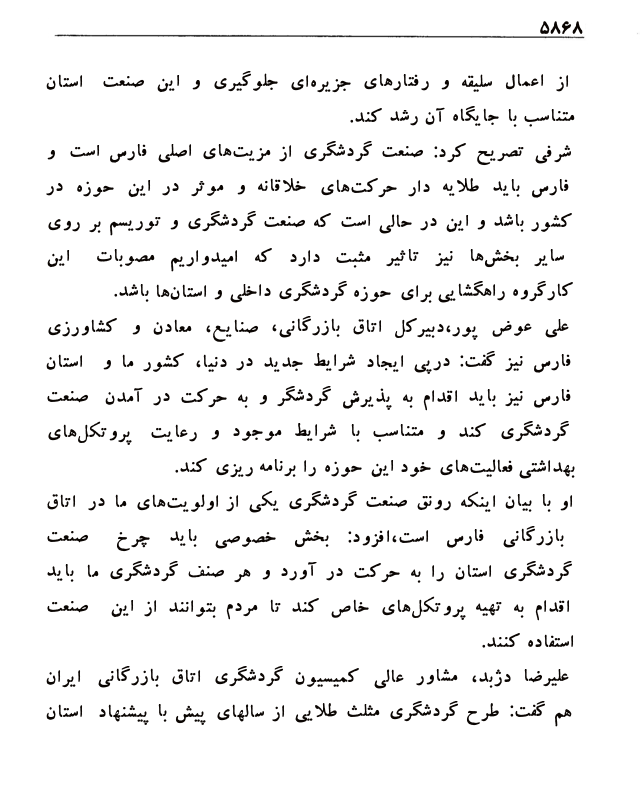 ۵۸۶۸
از اعمال سلیقه و رفتارهای جزیره‌ای جلوگیری و این صنعت استان
متناسب با جایگاه آن رشد کند.
شرفی تصریح کرد: صنعت گردشگری از مزیت‌های اصلی فارس است و
فارس باید طلایه دار حرکت‌های خلاقانه و موثر در این حوزه در
کشور باشد و این در حالی است که صنعت گردشگری و توریسم بر روی
سایر بخش‌ها نیز تاثیر مثبت دارد که امیدواریم مصوبات این
کارگروه راهگشایی برای حوزه گردشگری داخلی و استان‌ها باشد.
علی عوض پور،دبیرکل اتاق بازرگانی، صنایع، معادن و کشاورزی
فارس نیز گفت: درپی ایجاد شرایط جدید در دنیا، کشور ما و استان
فارس نیز باید اقدام به پذیرش گردشگر و به حرکت در آمدن صنعت
گردشگری کند و متناسب با شرایط موجود و رعایت پروتکل‌های
بهداشتی فعالیت‌های خود این حوزه را برنامه ریزی کند.
او با بیان اینکه رونق صنعت گردشگری یکی از اولویت‌های ما در اتاق
بازرگانی فارس است،افزود: بخش خصوصی باید چرخ صنعت
گردشگری استان را به حرکت در آورد و هر صنف گردشگری ما باید
اقدام به تهیه پروتکل‌های خاص کند تا مردم بتوانند از این صنعت
استفاده کنند.
علیرضا دژبد، مشاور عالی کمیسیون گردشگری اتاق بازرگانی ایران
هم گفت: طرح گردشگری مثلث طلایی از سالهای پیش با پیشنهاد استان